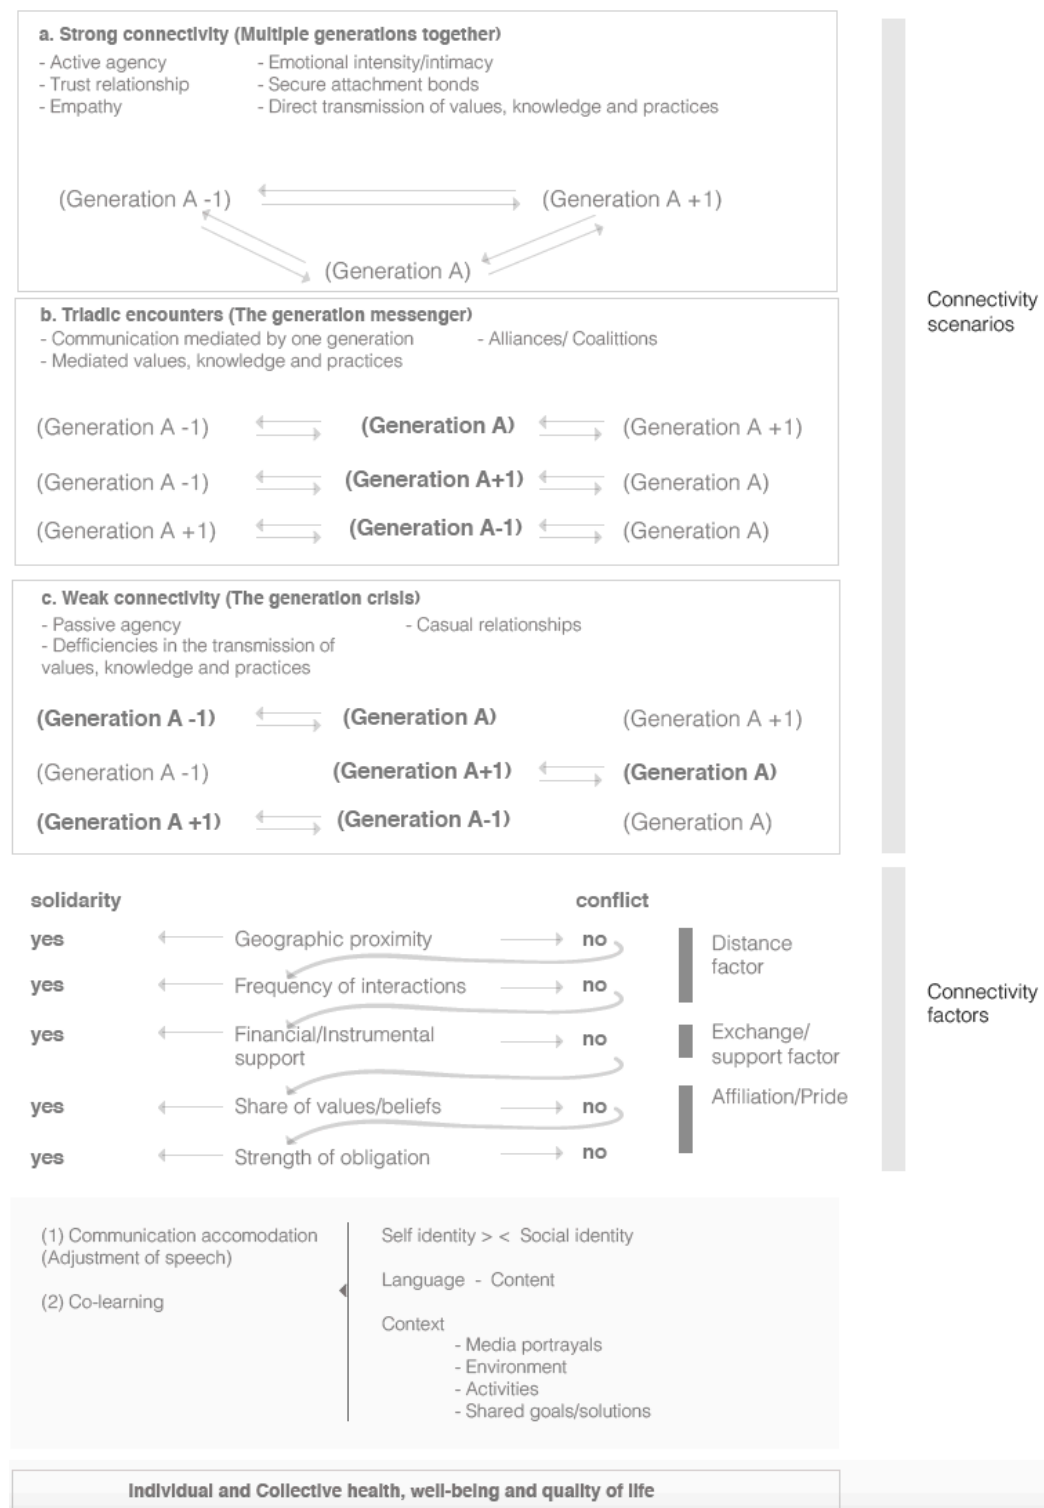 a. Strong connectivity (Multiple generations together)
- Active agency
- Trust relationship
- Empathy
- Emotional intensity/intimacy
- Secure attachment bonds
- Direct transmission of values, knowledge and practices
(Generation A -1)
(Generation A +1)
(Generation A)
b. Triadic encounters (The generation messenger)
- Communication mediated by one generation
- Mediated values, knowledge and practices
- Alliances/ Coalittions
(Generation A -1) (Generation A) (Generation A +1)
(Generation A -1) (Generation A+1) (Generation A)
(Generation A +1) (Generation A-1) (Generation A)
c. Weak connectivity (The generation crisis)
- Passive agency
- Defficiencies in the transmission of
values, knowledge and practices
- Casual relationships
(Generation A -1) (Generation A) (Generation A +1)
(Generation A -1) (Generation A+1) (Generation A)
(Generation A +1) (Generation A-1) (Generation A)
Connectivity
scenarios
solidarity conflict
yes Geographic proximity no
yes Frequency of interactions no
yes Financial/Instrumental
support no
yes Share of values/beliefs no
yes Strength of obligation no
Distance
factor
Exchange/
support factor
Affiliation/Pride
Connectivity
factors
(1) Communication accomodation
(Adjustment of speech)
(2) Co-learning
Self identity > < Social identity
Language - Content
Context
- Media portrayals
- Environment
- Activities
- Shared goals/solutions
Individual and Collective health, well-being and quality of life